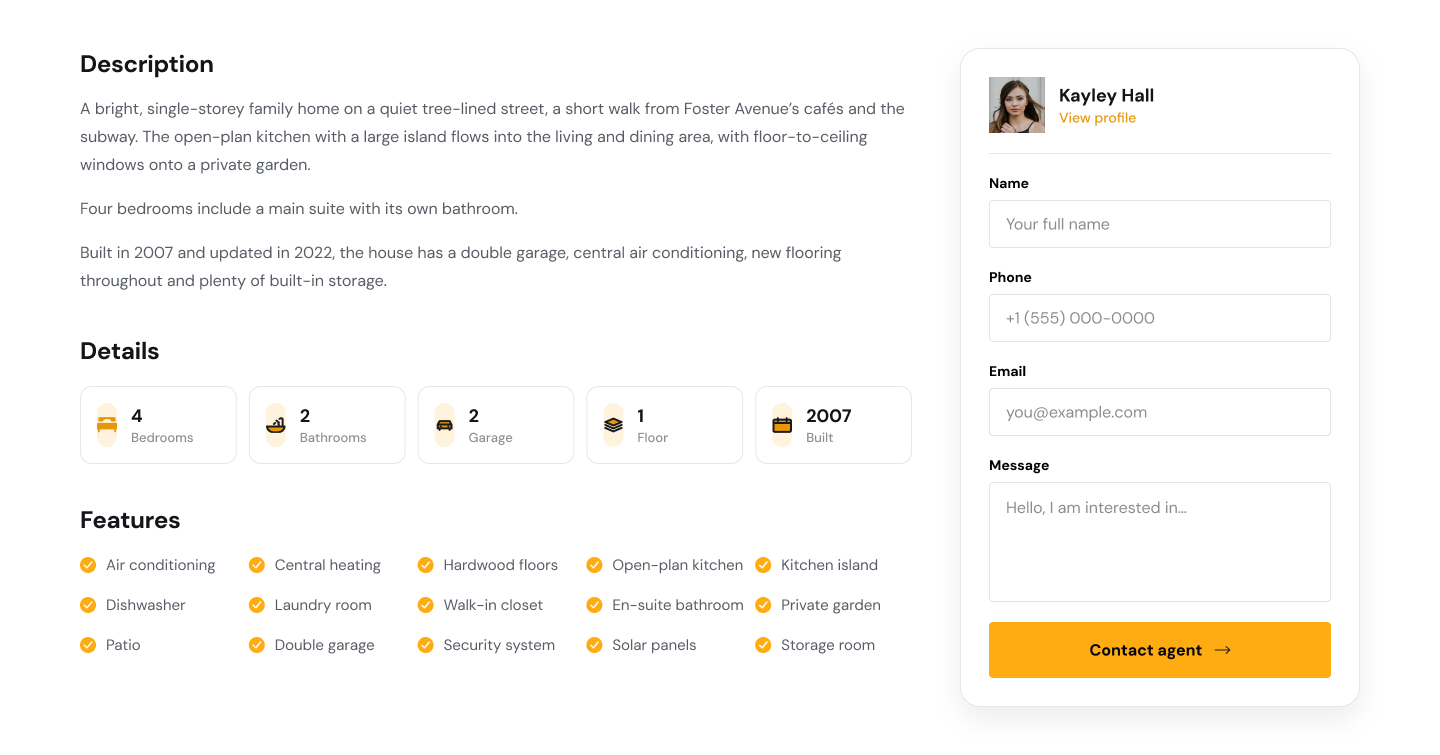 Description
A bright, single-storey family home on a quiet tree-lined street, a short walk from Foster Avenue’s cafés and the
subway. The open-plan kitchen with a large island flows into the living and dining area, with floor-to-ceiling
windows onto a private garden.
Four bedrooms include a main suite with its own bathroom.
Built in 2007 and updated in 2022, the house has a double garage, central air conditioning, new flooring
throughout and plenty of built-in storage.
Details
4
Bedrooms
2
Bathrooms
2
Garage
1
Floor
2007
Built
Features
Air conditioning
Central heating
Hardwood floors
Open-plan kitchen
Kitchen island
Dishwasher
Laundry room
Walk-in closet
En-suite bathroom
Private garden
Patio
Double garage
Security system
Solar panels
Storage room
Kayley Hall
View profile
Name
Your full name
Phone
+1 (555) 000-0000
Email
you@example.com
Message
Hello, I am interested in...
Contact agent